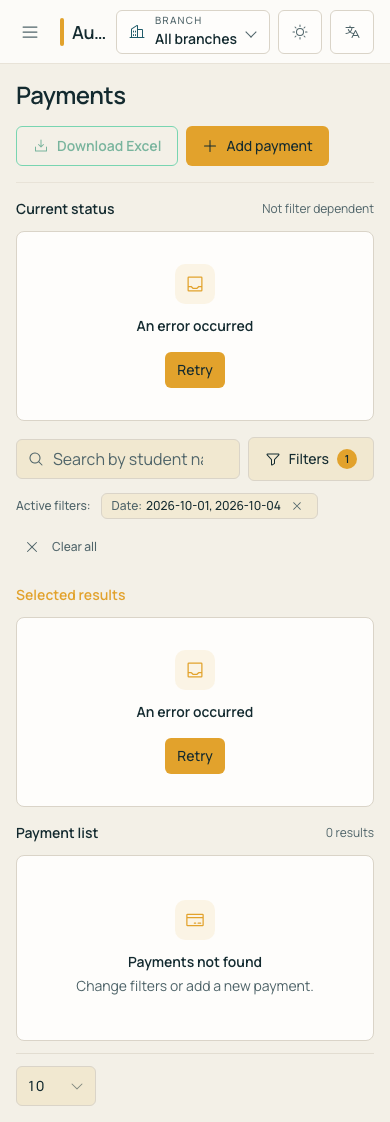 Au...
BRANCH
All branches
Payments
Download Excel
Add payment
Current status
Not filter dependent
An error occurred
Retry
Search by student na
Filters
1
Active filters:
Date: 2026-10-01, 2026-10-04
Clear all
Selected results
An error occurred
Retry
Payment list
0 results
Payments not found
Change filters or add a new payment.
10